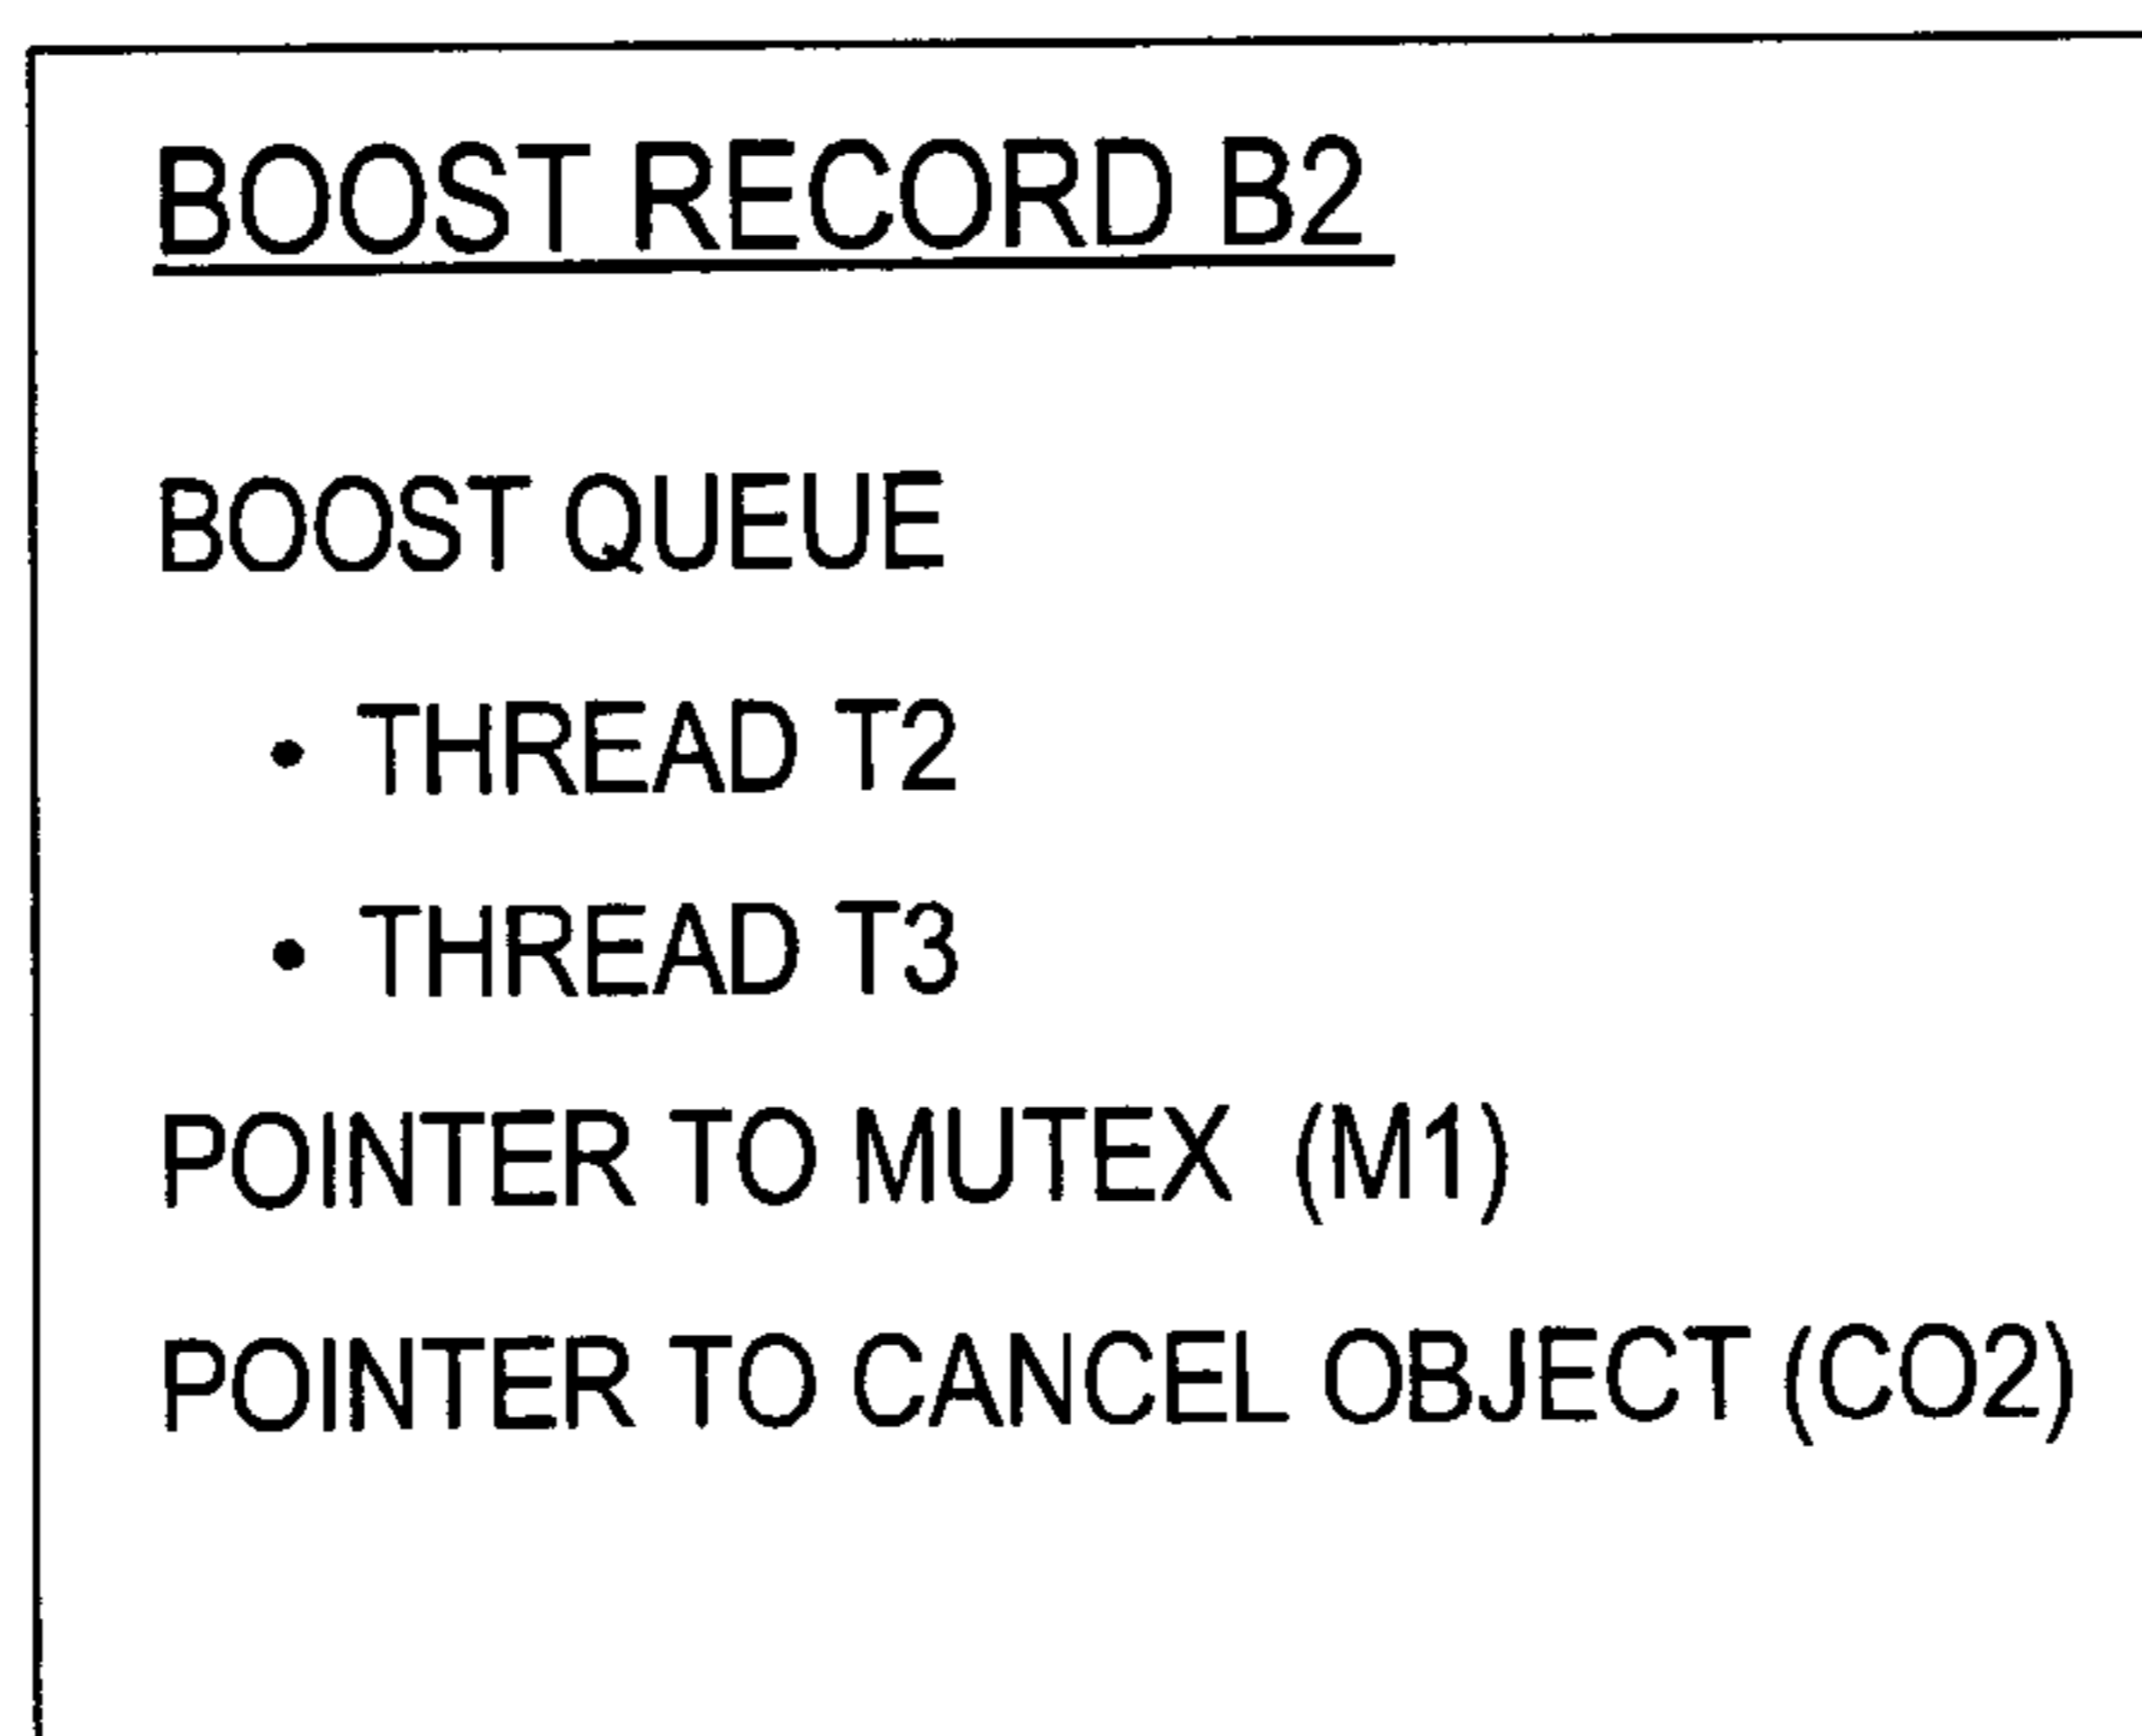 BOOST RECORD B2
BOOST QUEUE
• THREAD T2
• THREAD T3
POINTER TO MUTEX (M1)
POINTER TO CANCEL OBJECT (CO2)